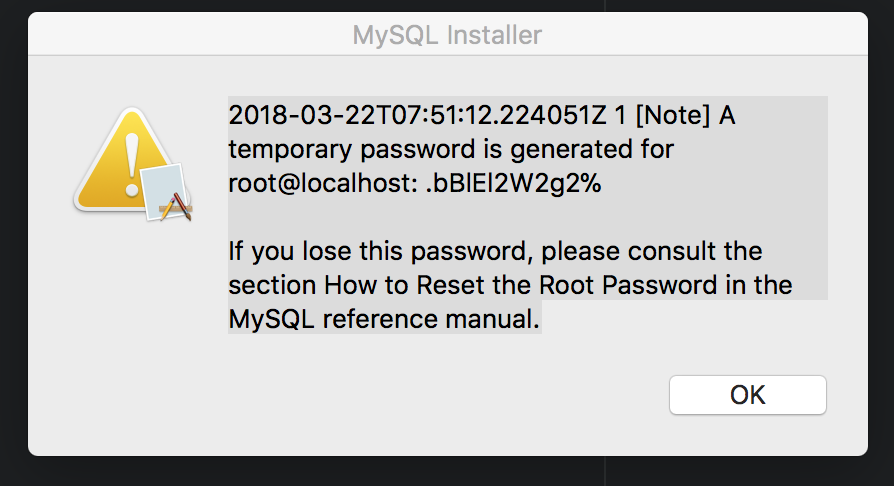 MySQL Installer
2018-03-22T07:51:12.224051Z 1 [Note] A
temporary password is generated for
root@localhost: .bBlEl2W2g2%
If you lose this password, please consult the
section How to Reset the Root Password in the
MySQL reference manual.
OK